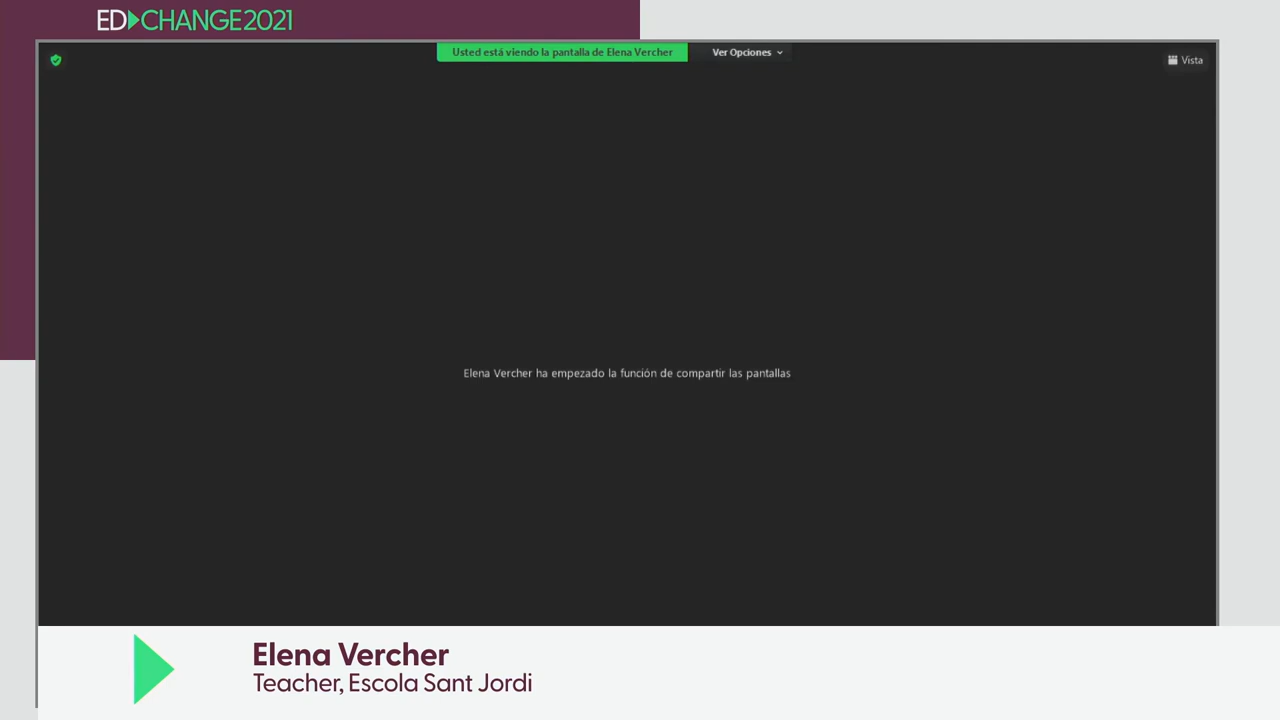 ED CHANGE2021
Usted está viendo la pantalla de Elena Vercher
Ver Opciones
Vista
Elena Vercher ha empezado la función de compartir las pantallas
Elena Vercher
Teacher, Escola Sant Jordi